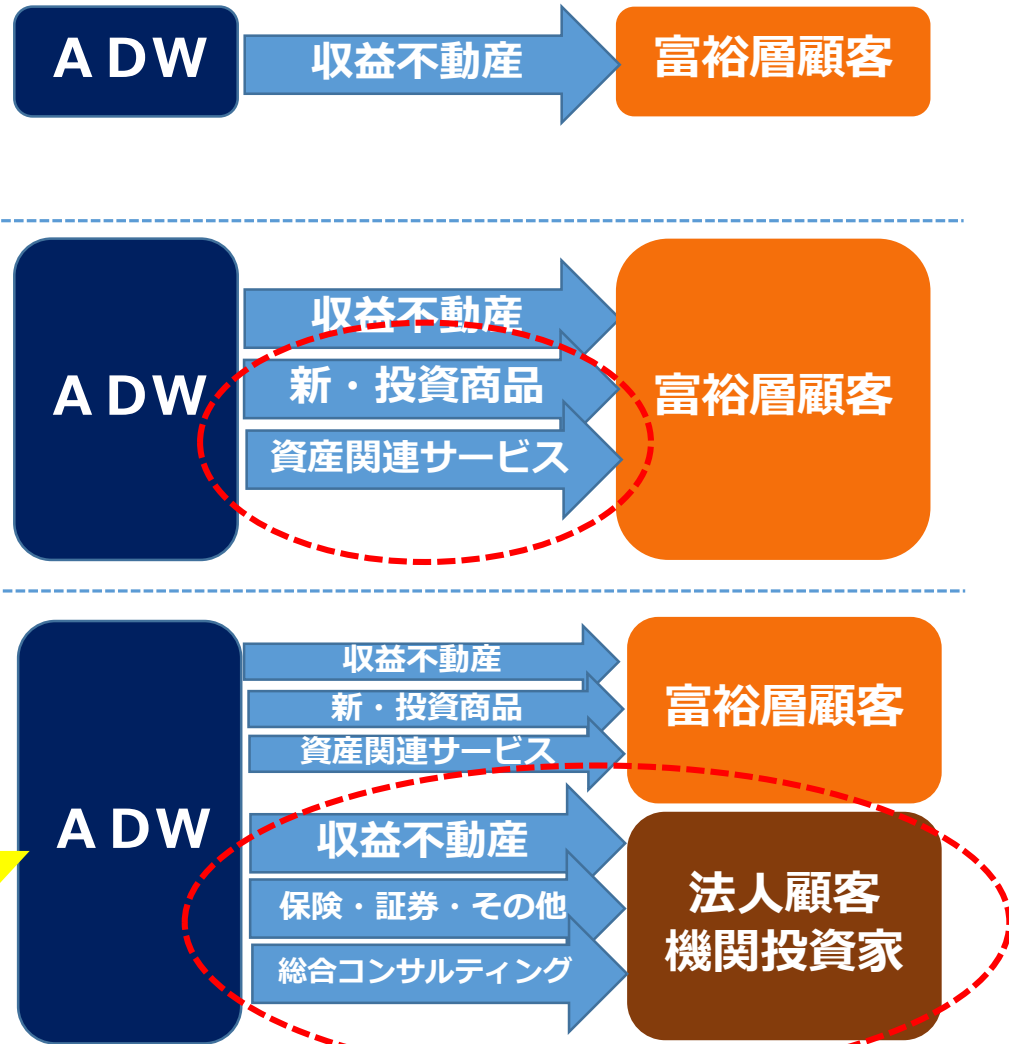 ADW
収益不動産
富裕層顧客
ADW
収益不動産
新・投資商品
資産関連サービス
富裕層顧客
ADW
収益不動産
新・投資商品
資産関連サービス
富裕層顧客
収益不動産
保険・証券・その他
総合コンサルティング
法人顧客
機関投資家